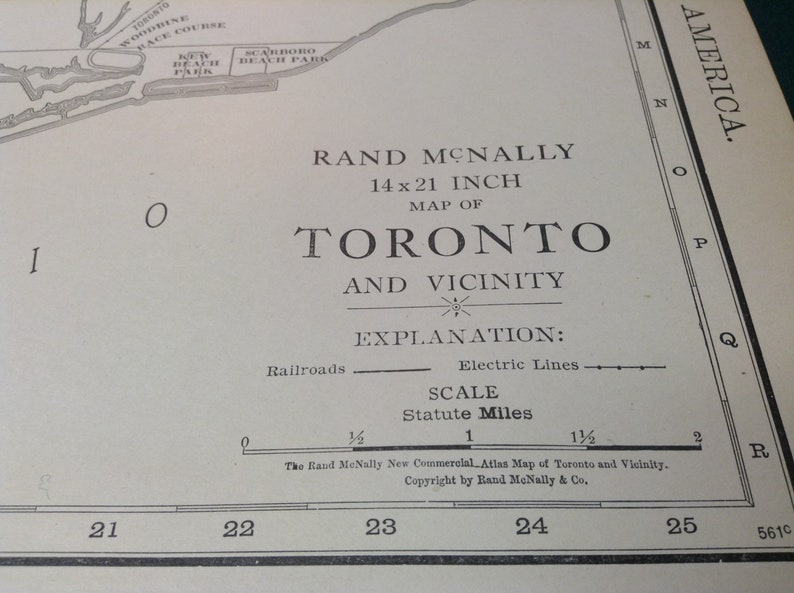 AMERICA.
TORONTO
WOODBINE
RACE COURSE
KEW
BEACH
PARK
SCARBORO
BEACH PARK
M
N
O
P
Q
R
I O
RAND McNALLY
14 x 21 INCH
MAP OF
TORONTO
AND VICINITY
EXPLANATION:
Railroads Electric Lines
SCALE
Statute Miles
0 ½ 1 1½ 2
The Rand McNally New Commercial Atlas Map of Toronto and Vicinity.
Copyright by Rand McNally & Co.
21 22 23 24 25
561C